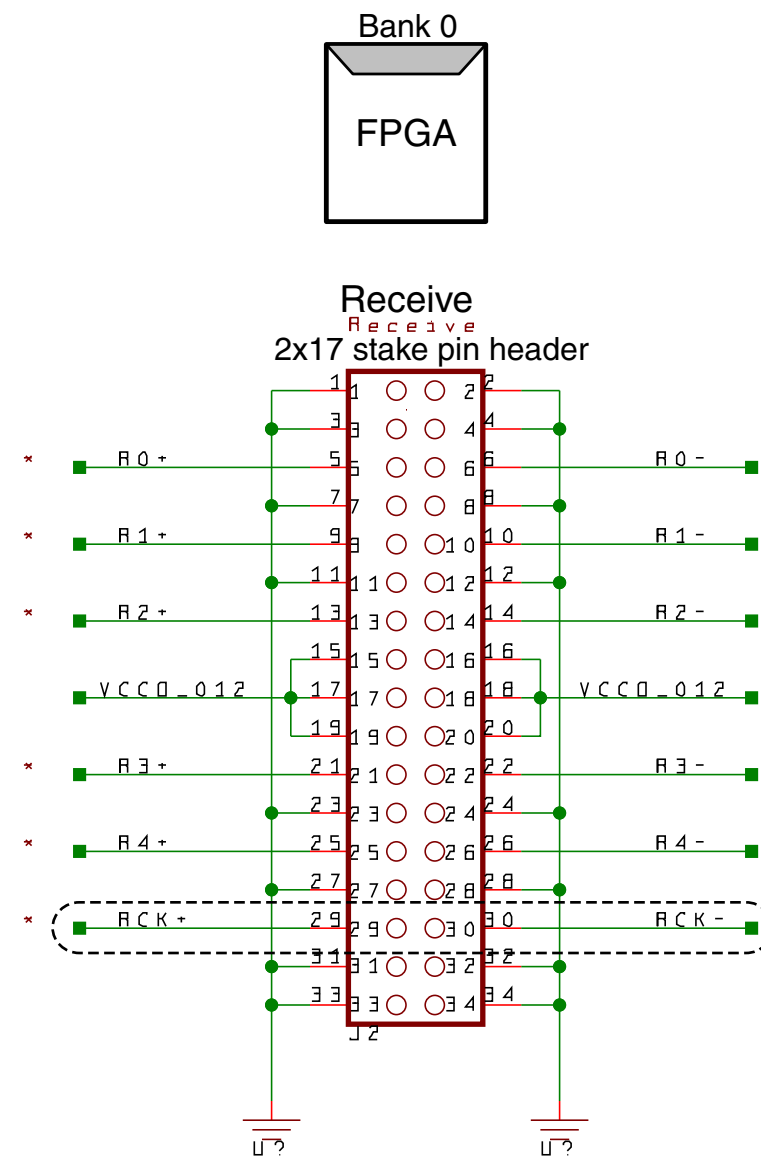 Bank 0
FPGA
Receive
Receive
2x17 stake pin header
1 1 2 2
3 3 4 4
* R0+ 5 5 6 6 R0-
7 7 8 8
* R1+ 9 9 10 10 R1-
11 11 12 12
* R2+ 13 13 14 14 R2-
15 15 16 16
VCCO_012 17 17 18 18 VCCO_012
19 19 20 20
* R3+ 21 21 22 22 R3-
23 23 24 24
* R4+ 25 25 26 26 R4-
27 27 28 28
* RCK+ 29 29 30 30 RCK-
31 31 32 32
33 33 34 34
J2
U? U?